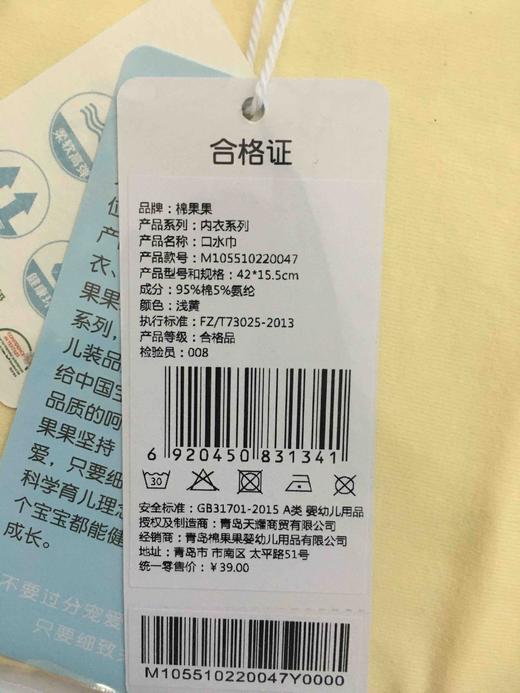 合格证
品牌：棉果果
产品系列：内衣系列
产品名称：口水巾
产品款号：M105510220047
产品型号和规格：42*15.5cm
成分：95%棉5%氨纶
颜色：浅黄
执行标准：FZ/T73025-2013
产品等级：合格品
检验员：008
6 920450 831341
30
安全标准：GB31701-2015 A类 婴幼儿用品
授权及制造商：青岛天耀商贸有限公司
经销商：青岛棉果果婴幼儿用品有限公司
地址：青岛市 市南区 太平路51号
统一零售价：￥39.00
M105510220047Y0000
柔软高弹
位
产
衣、
果果
系列，
儿装品
给中国宝
品质的呵
果果坚持
爱，只要细
科学育儿理念
个宝宝都能健
成长。
不要过分宠爱
只要细致